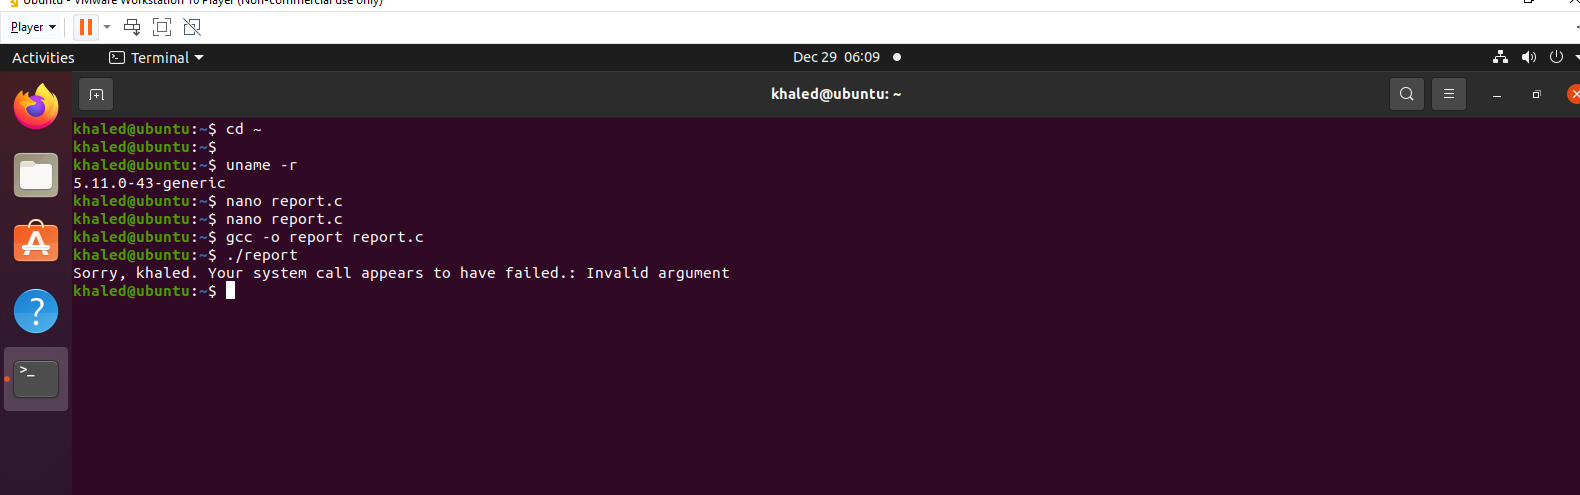 Ubuntu - VMware Workstation 10 Player (Non-commercial use only)
Player
Activities
Terminal
Dec 29 06:09
khaled@ubuntu: ~
khaled@ubuntu:~$ cd ~
khaled@ubuntu:~$
khaled@ubuntu:~$ uname -r
5.11.0-43-generic
khaled@ubuntu:~$ nano report.c
khaled@ubuntu:~$ nano report.c
khaled@ubuntu:~$ gcc -o report report.c
khaled@ubuntu:~$ ./report
Sorry, khaled. Your system call appears to have failed.: Invalid argument
khaled@ubuntu:~$